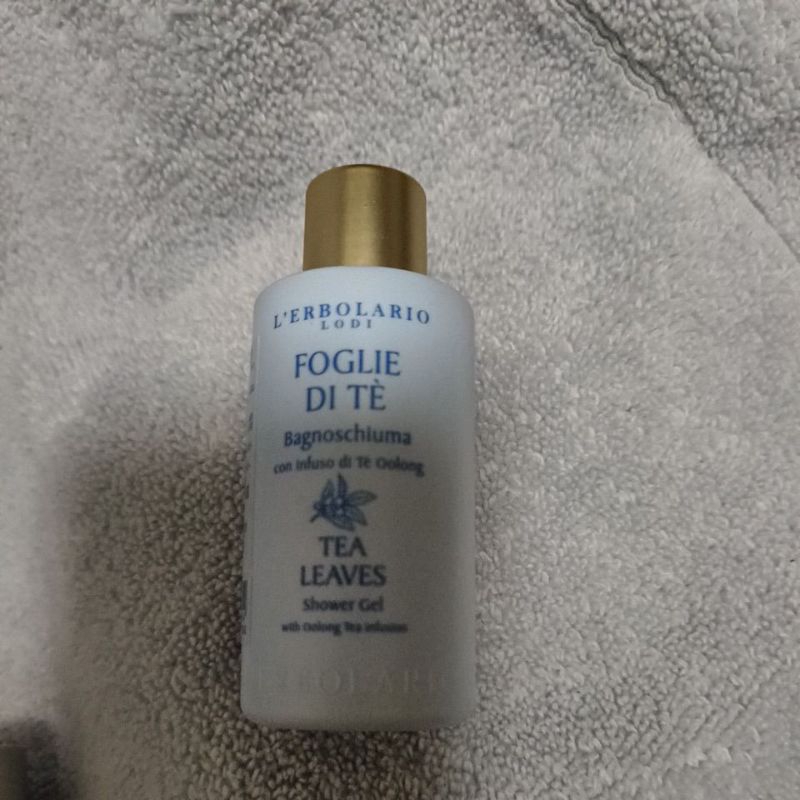 L'ERBOLARIO
LODI
FOGLIE
DI TÈ
Bagnoschiuma
con Infuso di Tè Oolong
TEA
LEAVES
Shower Gel
with Oolong Tea infusion